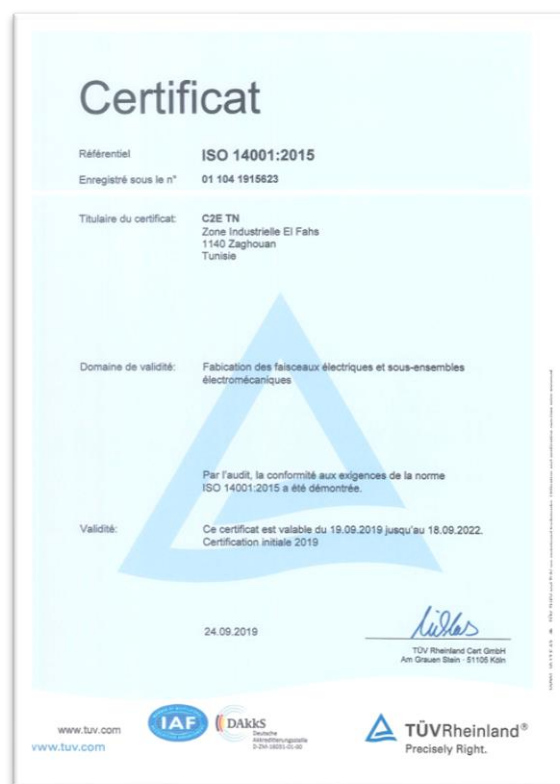 Certificat
Référentiel ISO 14001:2015
Enregistré sous le n° 01 104 1915623
Titulaire du certificat: C2E TN
Zone Industrielle El Fahs
1140 Zaghouan
Tunisie
Domaine de validité: Fabication des faisceaux électriques et sous-ensembles
électromécaniques
Par l'audit, la conformité aux exigences de la norme
ISO 14001:2015 a été démontrée.
Validité: Ce certificat est valable du 19.09.2019 jusqu'au 18.09.2022.
Certification initiale 2019
24.09.2019
TÜV Rheinland Cert GmbH
Am Grauen Stein · 51105 Köln
www.tuv.com
www.tuv.com
IAF
DAkkS
Deutsche
Akkreditierungsstelle
TÜVRheinland®
Precisely Right.